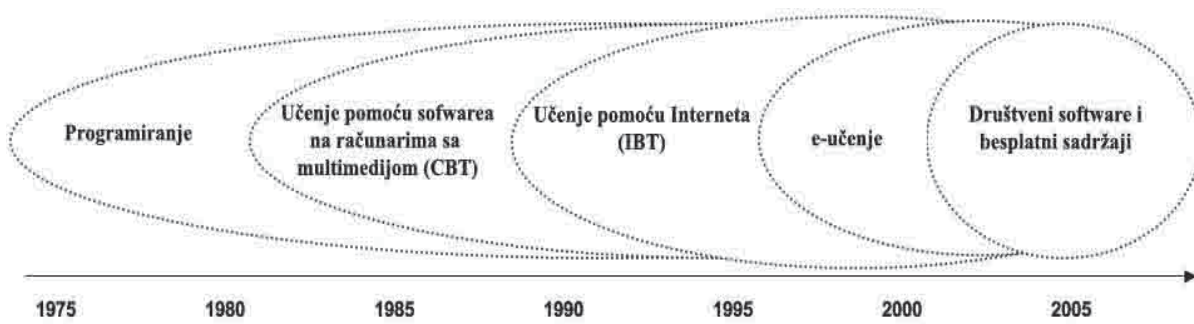 Programiranje
Učenje pomoću sofwarea
na računarima sa
multimedijom (CBT)
Učenje pomoću Interneta
(IBT)
e-učenje
Društveni software i
besplatni sadržaji
1975 1980 1985 1990 1995 2000 2005